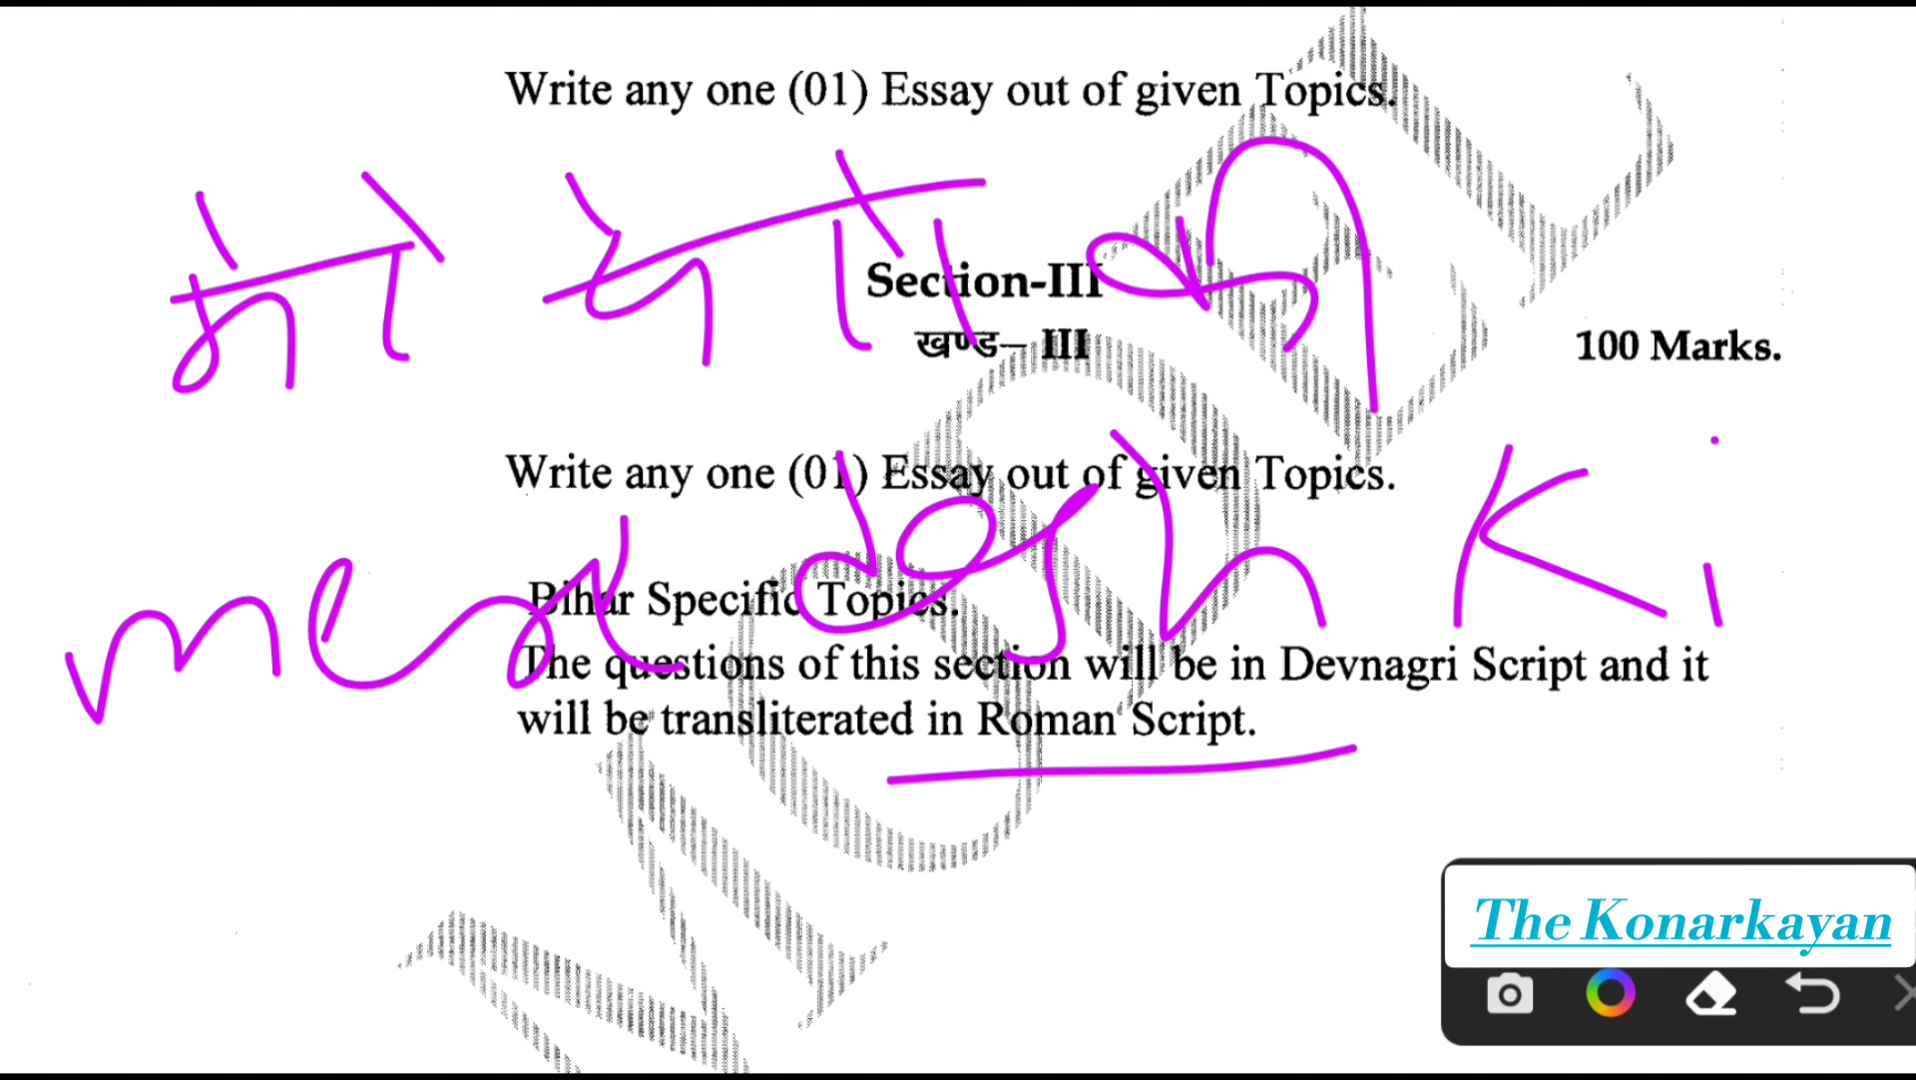 Write any one (01) Essay out of given Topics.
मेरे देश की
Section-III
खण्ड– III
100 Marks.
Write any one (01) Essay out of given Topics.
mere desh Ki
Bihar Specific Topics.
The questions of this section will be in Devnagri Script and it
will be transliterated in Roman Script.
The Konarkayan